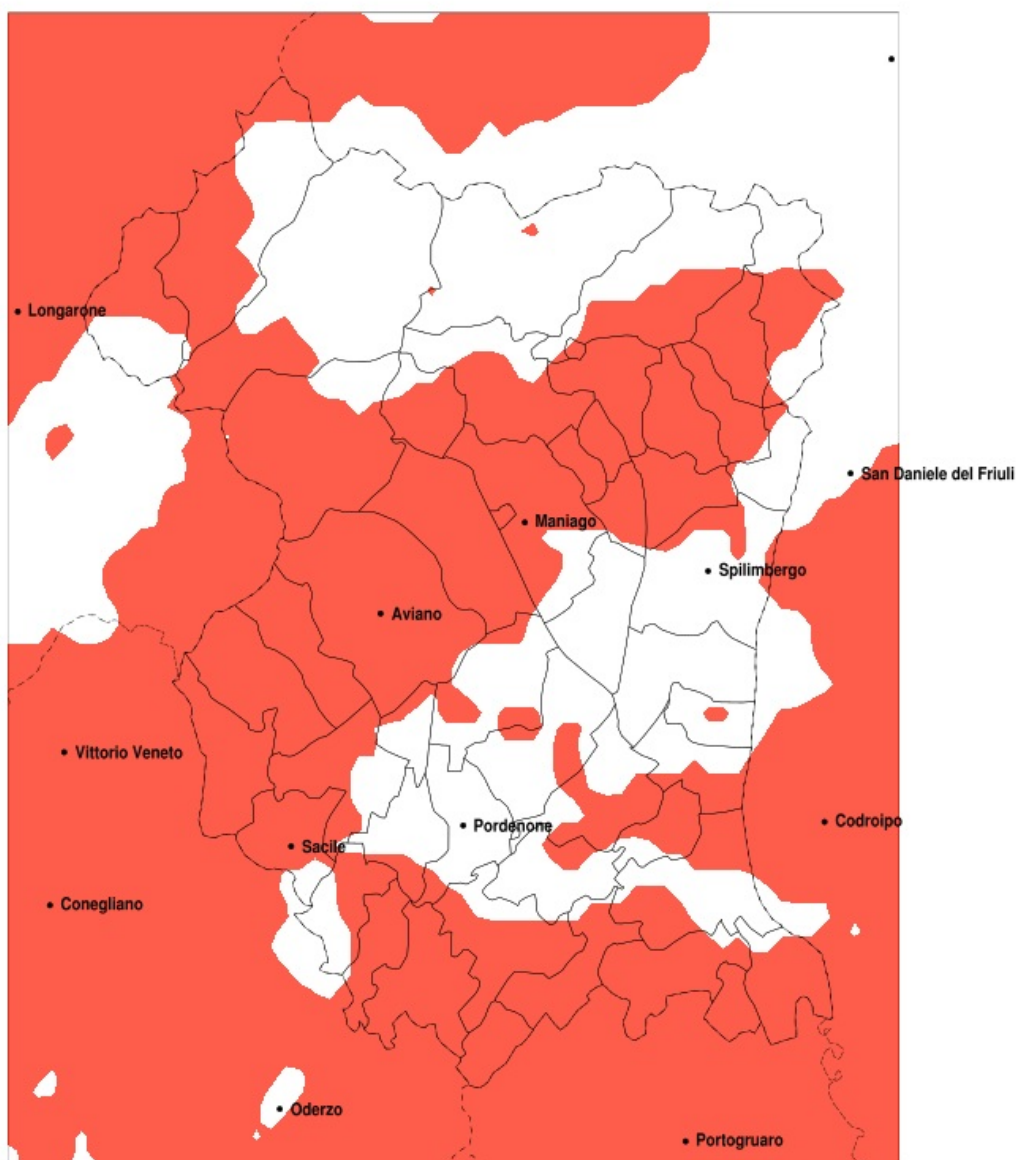 Longarone
San Daniele del Friuli
Maniago
Spilimbergo
Aviano
Vittorio Veneto
Pordenone
Codroipo
Sacile
Conegliano
Oderzo
Portogruaro